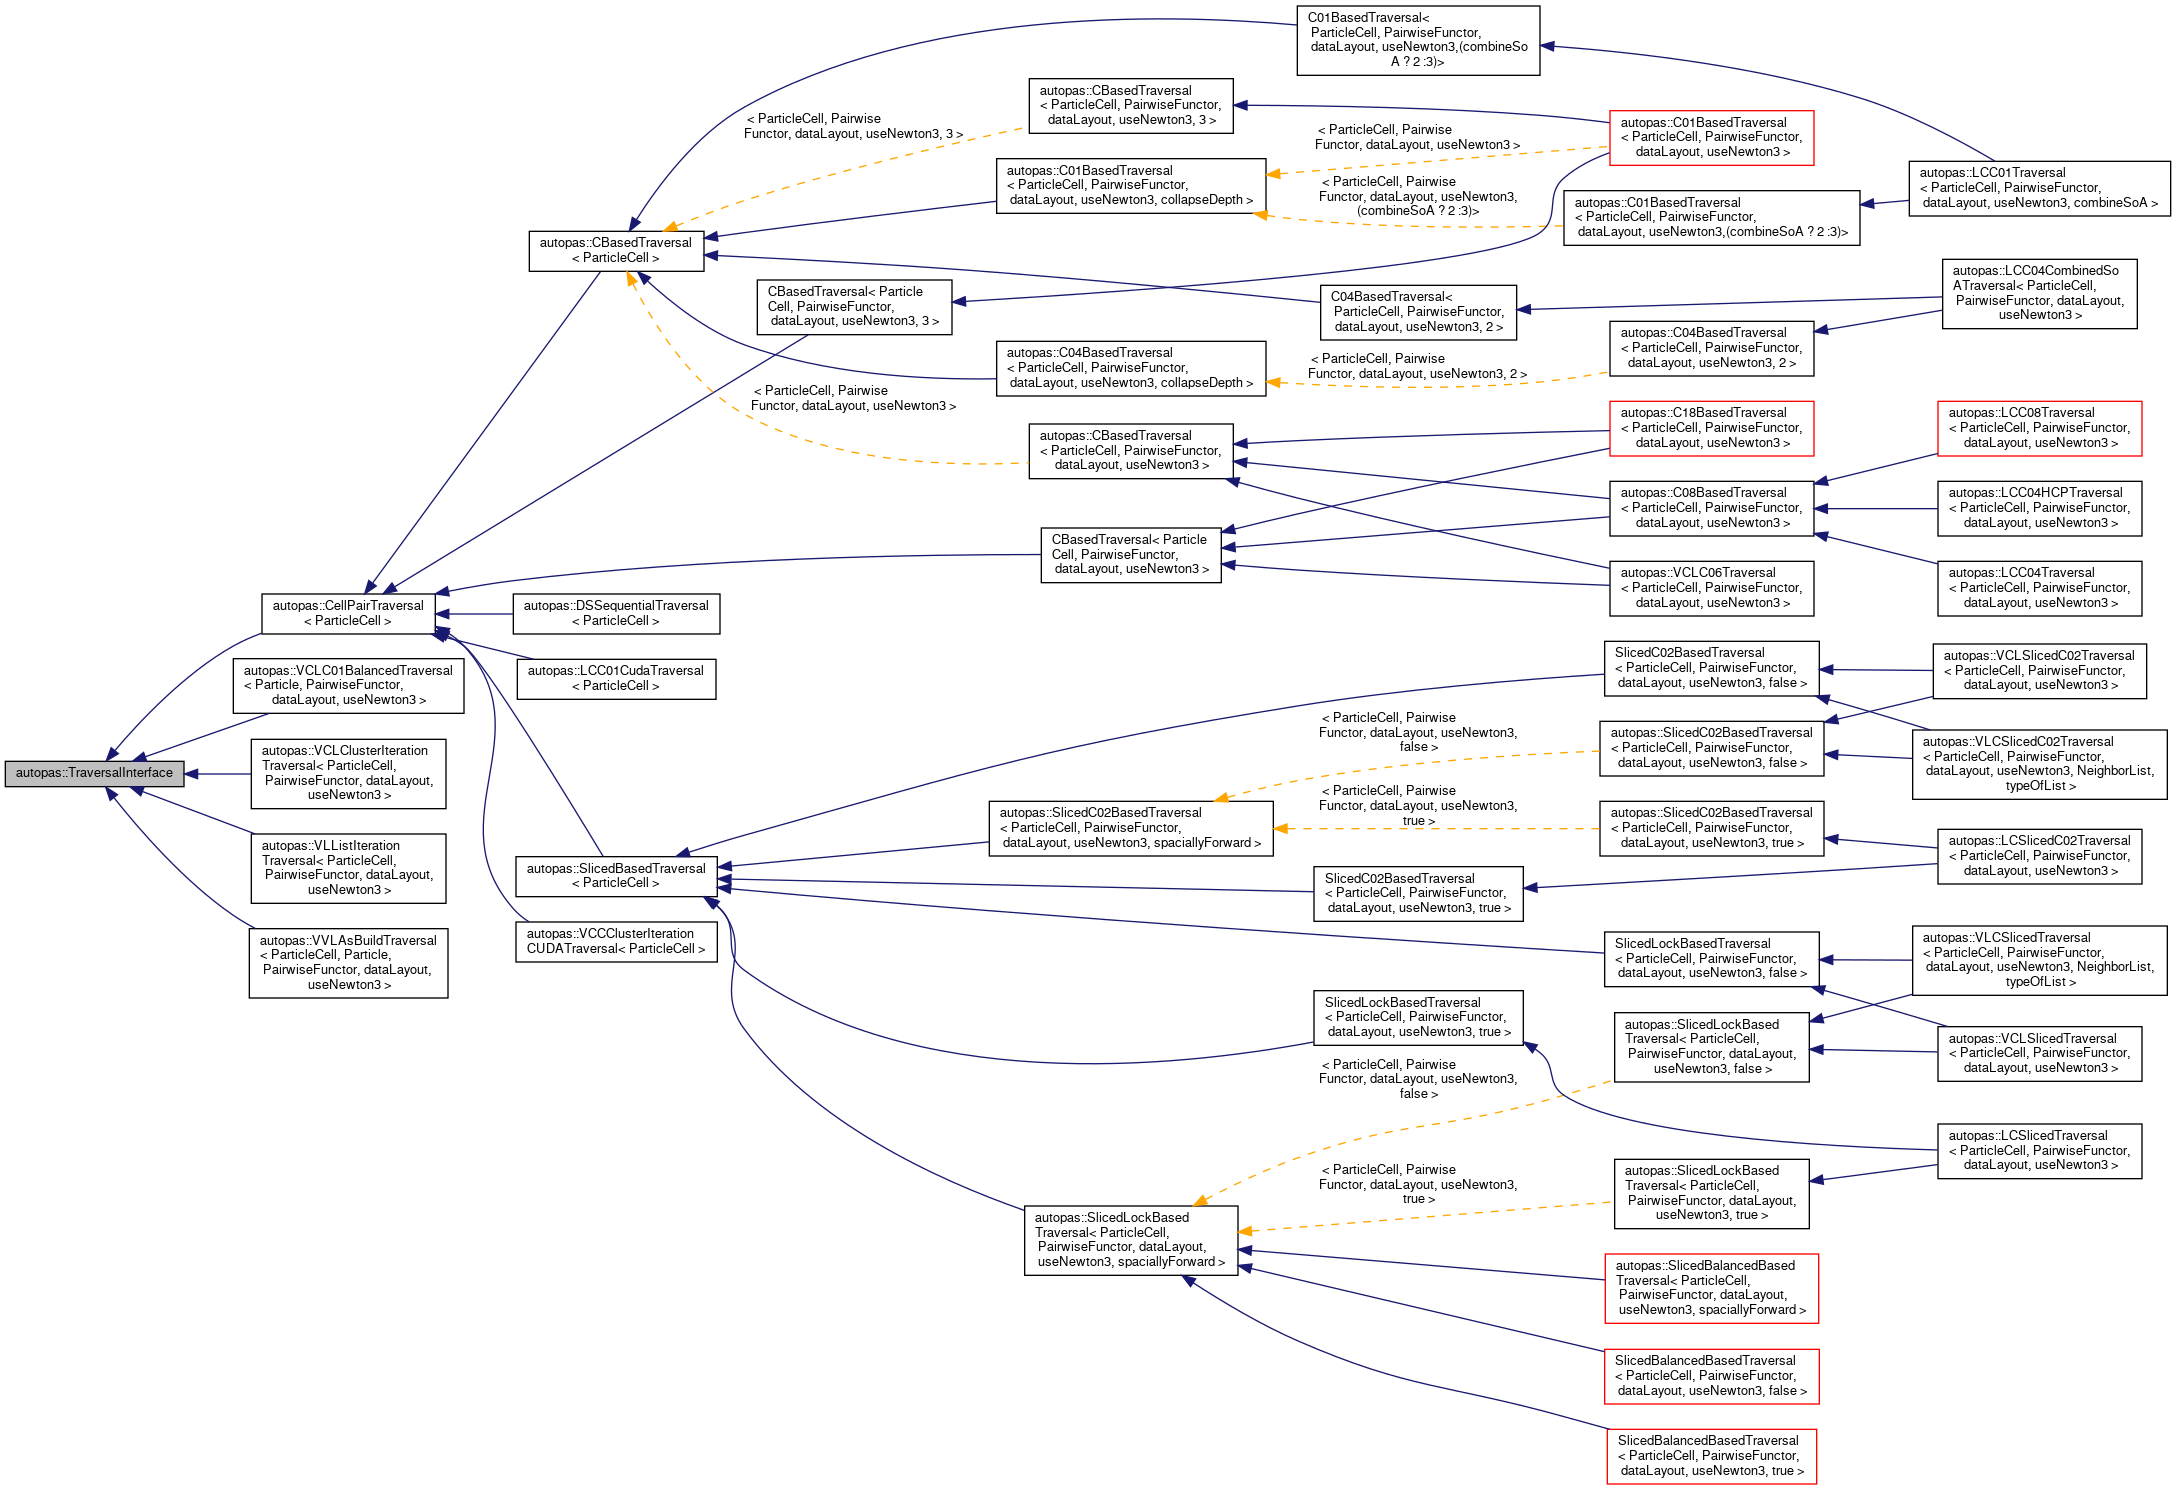 autopas::TraversalInterface
autopas::CellPairTraversal
< ParticleCell >
autopas::VCLC01BalancedTraversal
< Particle, PairwiseFunctor,
dataLayout, useNewton3 >
autopas::VCLClusterIteration
Traversal< ParticleCell,
PairwiseFunctor, dataLayout,
useNewton3 >
autopas::VLListIteration
Traversal< ParticleCell,
PairwiseFunctor, dataLayout,
useNewton3 >
autopas::VVLAsBuildTraversal
< ParticleCell, Particle,
PairwiseFunctor, dataLayout,
useNewton3 >
autopas::CBasedTraversal
< ParticleCell >
CBasedTraversal< Particle
Cell, PairwiseFunctor,
dataLayout, useNewton3, 3 >
autopas::DSSequentialTraversal
< ParticleCell >
autopas::LCC01CudaTraversal
< ParticleCell >
autopas::SlicedBasedTraversal
< ParticleCell >
autopas::VCCClusterIteration
CUDATraversal< ParticleCell >
< ParticleCell, Pairwise
Functor, dataLayout, useNewton3, 3 >
< ParticleCell, Pairwise
Functor, dataLayout, useNewton3 >
autopas::CBasedTraversal
< ParticleCell, PairwiseFunctor,
dataLayout, useNewton3, 3 >
autopas::C01BasedTraversal
< ParticleCell, PairwiseFunctor,
dataLayout, useNewton3, collapseDepth >
autopas::C04BasedTraversal
< ParticleCell, PairwiseFunctor,
dataLayout, useNewton3, collapseDepth >
autopas::CBasedTraversal
< ParticleCell, PairwiseFunctor,
dataLayout, useNewton3 >
CBasedTraversal< Particle
Cell, PairwiseFunctor,
dataLayout, useNewton3 >
autopas::SlicedC02BasedTraversal
< ParticleCell, PairwiseFunctor,
dataLayout, useNewton3, spaciallyForward >
autopas::SlicedLockBased
Traversal< ParticleCell,
PairwiseFunctor, dataLayout,
useNewton3, spaciallyForward >
C01BasedTraversal<
ParticleCell, PairwiseFunctor,
dataLayout, useNewton3,(combineSo
A ? 2 :3)>
< ParticleCell, Pairwise
Functor, dataLayout, useNewton3 >
< ParticleCell, Pairwise
Functor, dataLayout, useNewton3,
(combineSoA ? 2 :3)>
C04BasedTraversal<
ParticleCell, PairwiseFunctor,
dataLayout, useNewton3, 2 >
< ParticleCell, Pairwise
Functor, dataLayout, useNewton3, 2 >
< ParticleCell, Pairwise
Functor, dataLayout, useNewton3,
false >
< ParticleCell, Pairwise
Functor, dataLayout, useNewton3,
true >
SlicedC02BasedTraversal
< ParticleCell, PairwiseFunctor,
dataLayout, useNewton3, true >
SlicedLockBasedTraversal
< ParticleCell, PairwiseFunctor,
dataLayout, useNewton3, true >
< ParticleCell, Pairwise
Functor, dataLayout, useNewton3,
false >
< ParticleCell, Pairwise
Functor, dataLayout, useNewton3,
true >
autopas::C01BasedTraversal
< ParticleCell, PairwiseFunctor,
dataLayout, useNewton3 >
autopas::C01BasedTraversal
< ParticleCell, PairwiseFunctor,
dataLayout, useNewton3,(combineSoA ? 2 :3)>
autopas::C04BasedTraversal
< ParticleCell, PairwiseFunctor,
dataLayout, useNewton3, 2 >
autopas::C18BasedTraversal
< ParticleCell, PairwiseFunctor,
dataLayout, useNewton3 >
autopas::C08BasedTraversal
< ParticleCell, PairwiseFunctor,
dataLayout, useNewton3 >
autopas::VCLC06Traversal
< ParticleCell, PairwiseFunctor,
dataLayout, useNewton3 >
SlicedC02BasedTraversal
< ParticleCell, PairwiseFunctor,
dataLayout, useNewton3, false >
autopas::SlicedC02BasedTraversal
< ParticleCell, PairwiseFunctor,
dataLayout, useNewton3, false >
autopas::SlicedC02BasedTraversal
< ParticleCell, PairwiseFunctor,
dataLayout, useNewton3, true >
SlicedLockBasedTraversal
< ParticleCell, PairwiseFunctor,
dataLayout, useNewton3, false >
autopas::SlicedLockBased
Traversal< ParticleCell,
PairwiseFunctor, dataLayout,
useNewton3, false >
autopas::SlicedLockBased
Traversal< ParticleCell,
PairwiseFunctor, dataLayout,
useNewton3, true >
autopas::SlicedBalancedBased
Traversal< ParticleCell,
PairwiseFunctor, dataLayout,
useNewton3, spaciallyForward >
SlicedBalancedBasedTraversal
< ParticleCell, PairwiseFunctor,
dataLayout, useNewton3, false >
SlicedBalancedBasedTraversal
< ParticleCell, PairwiseFunctor,
dataLayout, useNewton3, true >
autopas::LCC01Traversal
< ParticleCell, PairwiseFunctor,
dataLayout, useNewton3, combineSoA >
autopas::LCC04CombinedSo
ATraversal< ParticleCell,
PairwiseFunctor, dataLayout,
useNewton3 >
autopas::LCC08Traversal
< ParticleCell, PairwiseFunctor,
dataLayout, useNewton3 >
autopas::LCC04HCPTraversal
< ParticleCell, PairwiseFunctor,
dataLayout, useNewton3 >
autopas::LCC04Traversal
< ParticleCell, PairwiseFunctor,
dataLayout, useNewton3 >
autopas::VCLSlicedC02Traversal
< ParticleCell, PairwiseFunctor,
dataLayout, useNewton3 >
autopas::VLCSlicedC02Traversal
< ParticleCell, PairwiseFunctor,
dataLayout, useNewton3, NeighborList,
typeOfList >
autopas::LCSlicedC02Traversal
< ParticleCell, PairwiseFunctor,
dataLayout, useNewton3 >
autopas::VLCSlicedTraversal
< ParticleCell, PairwiseFunctor,
dataLayout, useNewton3, NeighborList,
typeOfList >
autopas::VCLSlicedTraversal
< ParticleCell, PairwiseFunctor,
dataLayout, useNewton3 >
autopas::LCSlicedTraversal
< ParticleCell, PairwiseFunctor,
dataLayout, useNewton3 >